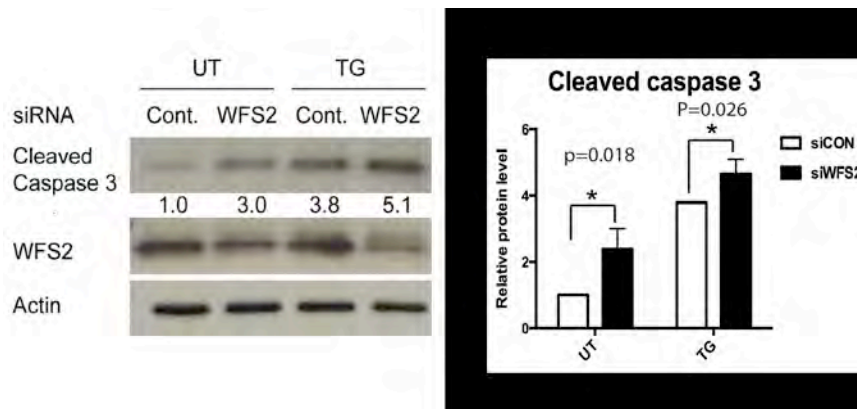 UT TG
siRNA Cont. WFS2 Cont. WFS2
Cleaved
Caspase 3
1.0 3.0 3.8 5.1
WFS2
Actin
Cleaved caspase 3
P=0.026
p=0.018
* *
siCON
siWFS2
Relative protein level
6
4
2
0
UT TG